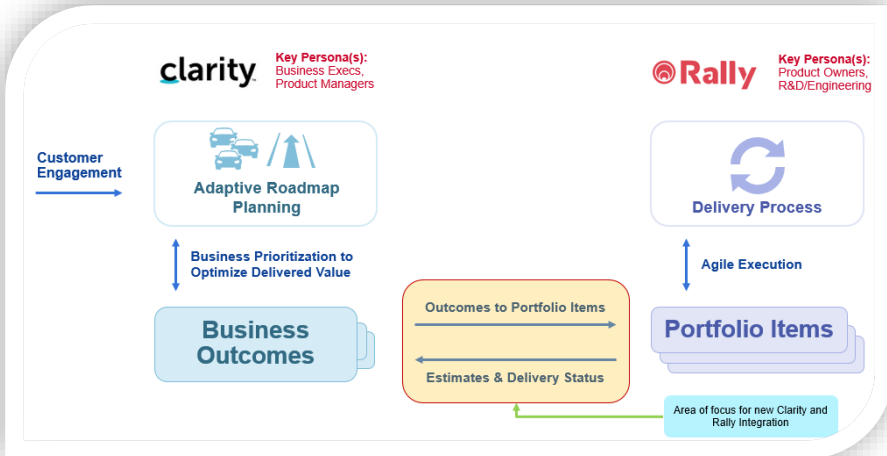 clarity™
Key Persona(s):
Business Execs,
Product Managers
Rally
Key Persona(s):
Product Owners,
R&D/Engineering
Customer
Engagement
Adaptive Roadmap
Planning
Delivery Process
Business Prioritization to
Optimize Delivered Value
Agile Execution
Business
Outcomes
Outcomes to Portfolio Items
Estimates & Delivery Status
Portfolio Items
Area of focus for new Clarity and
Rally Integration